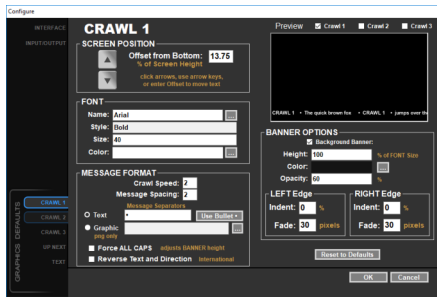 Configure
INTERFACE
INPUT/OUTPUT
GRAPHICS DEFAULTS
CRAWL 1
CRAWL 2
CRAWL 3
UP NEXT
TEXT
CRAWL 1
SCREEN POSITION
Offset from Bottom: 13.75
% of Screen Height
click arrows, use arrow keys,
or enter Offset to move text
FONT
Name: Arial ...
Style: Bold
Size: 40
Color: ...
MESSAGE FORMAT
Crawl Speed: 2
Message Spacing: 2
Message Separators
Text • Use Bullet •
Graphic ...
png only
Force ALL CAPS adjusts BANNER height
Reverse Text and Direction International
Preview Crawl 1 Crawl 2 Crawl 3
CRAWL 1 • The quick brown fox • CRAWL 1 • jumps over th
BANNER OPTIONS
Background Banner:
Height: 100 % of FONT Size
Color: ...
Opacity: 60 %
LEFT Edge
Indent: 0 %
Fade: 30 pixels
RIGHT Edge
Indent: 0 %
Fade: 30 pixels
Reset to Defaults
OK Cancel